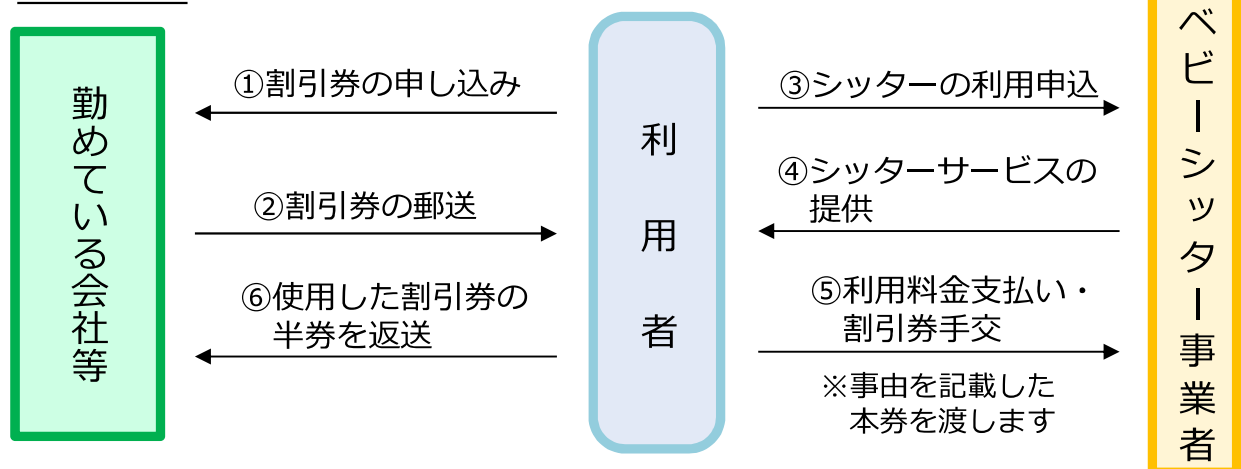 勤めている会社等
①割引券の申し込み
②割引券の郵送
⑥使用した割引券の
半券を返送
利用者
③シッターの利用申込
④シッターサービスの
提供
⑤利用料金支払い・
割引券手交
※事由を記載した
本券を渡します
ベビーシッター事業者